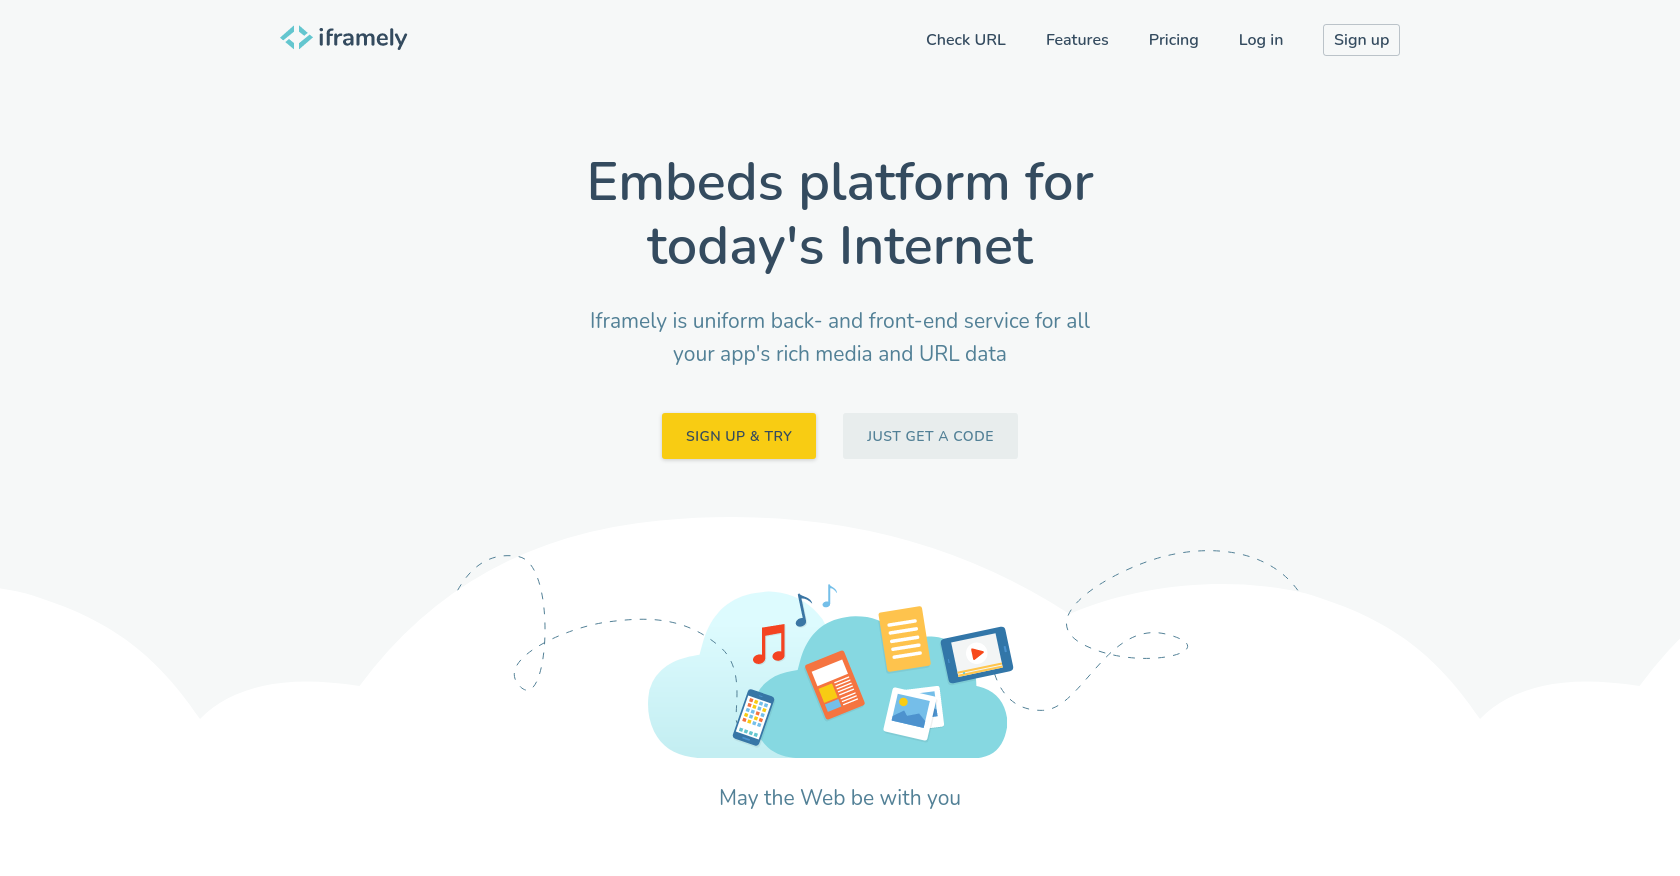 iframely
Check URL
Features
Pricing
Log in
Sign up
Embeds platform for
today's Internet
Iframely is uniform back- and front-end service for all
your app's rich media and URL data
SIGN UP & TRY
JUST GET A CODE
May the Web be with you